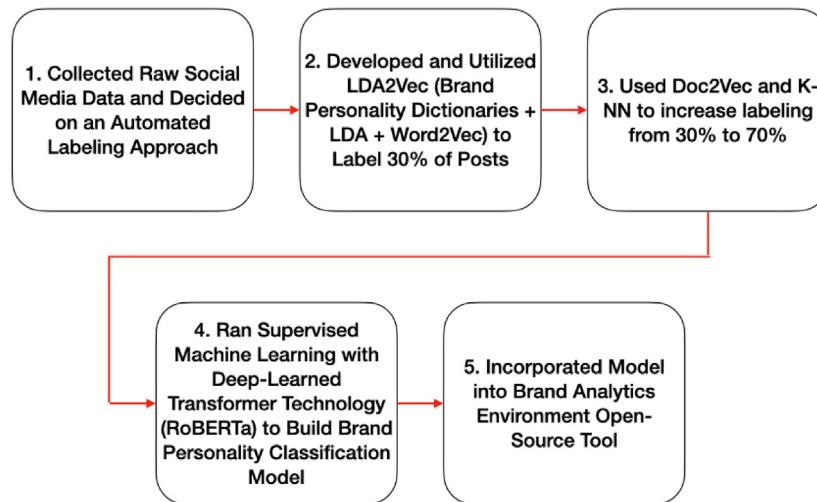 1. Collected Raw Social
Media Data and Decided
on an Automated
Labeling Approach
2. Developed and Utilized
LDA2Vec (Brand
Personality Dictionaries +
LDA + Word2Vec) to
Label 30% of Posts
3. Used Doc2Vec and K-
NN to increase labeling
from 30% to 70%
4. Ran Supervised
Machine Learning with
Deep-Learned
Transformer Technology
(RoBERTa) to Build Brand
Personality Classification
Model
5. Incorporated Model
into Brand Analytics
Environment Open-
Source Tool